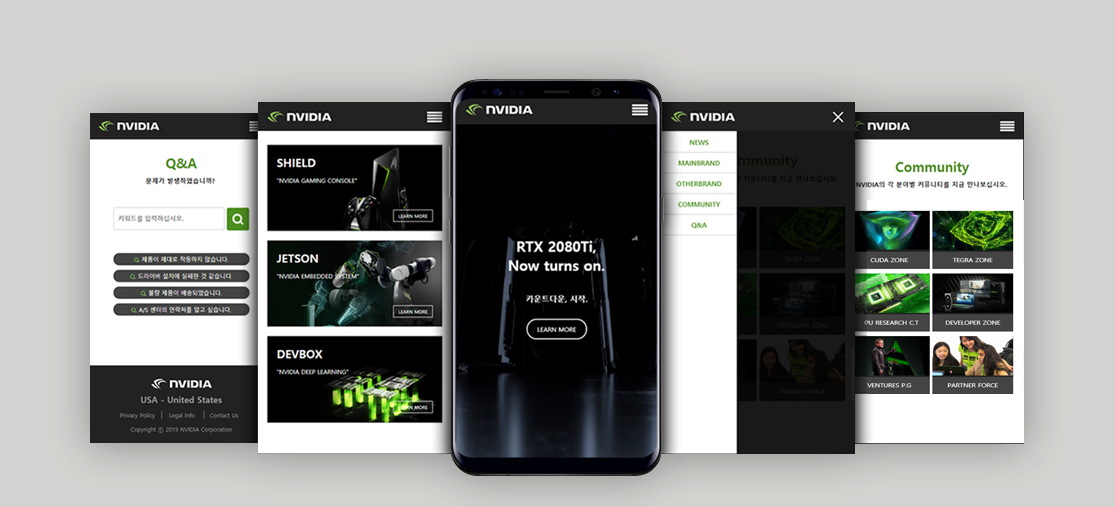 NVIDIA
Q&A
문제가 발생하였습니까?
키워드를 입력하십시오.
제품이 제대로 작동하지 않습니다.
드라이버 설치에 실패한 것 같습니다.
불량 제품이 배송되었습니다.
A/S 센터의 연락처를 알고 싶습니다.
NVIDIA
USA - United States
Privacy Policy | Legal Info | Contact Us
Copyright ⓒ 2019 NVIDIA Corporation
NVIDIA
SHIELD
"NVIDIA GAMING CONSOLE"
LEARN MORE
JETSON
"NVIDIA EMBEDDED SYSTEM"
LEARN MORE
DEVBOX
"NVIDIA DEEP LEARNING"
LEARN MORE
NVIDIA
RTX 2080Ti,
Now turns on.
카운트다운, 시작.
LEARN MORE
NVIDIA
NEWS
MAINBRAND
OTHERBRAND
COMMUNITY
Q&A
Community
커뮤니티를 지금 만나보십시오.
TEGRA ZONE
DEVELOPER ZONE
PARTNER FORCE
NVIDIA
Community
NVIDIA의 각 분야별 커뮤니티를 지금 만나보십시오.
CUDA ZONE
TEGRA ZONE
RESEARCH C.T
DEVELOPER ZONE
VENTURES P.G
PARTNER FORCE